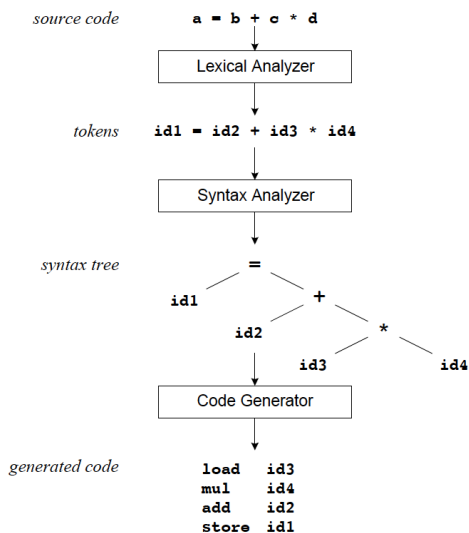 source code a = b + c * d
Lexical Analyzer
tokens id1 = id2 + id3 * id4
Syntax Analyzer
syntax tree =
id1 +
id2 *
id3 id4
Code Generator
generated code load id3
mul id4
add id2
store id1